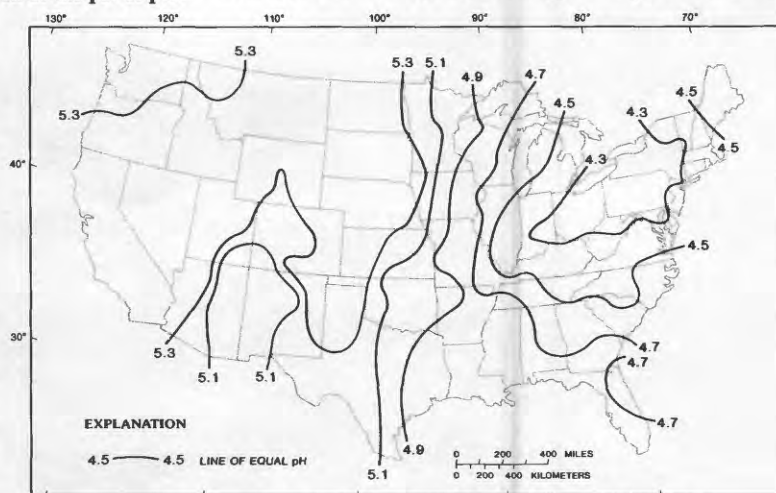 130° 120° 110° 100° 90° 80° 70°
5.3 5.3 5.1 4.9 4.7 4.5 4.3 4.5
5.3
40°
4.3
4.5
4.5
30°
5.3
4.7
4.7
5.1 5.1
4.7
EXPLANATION
4.9
4.5 4.5 LINE OF EQUAL pH
5.1
0 200 400 MILES
0 200 400 KILOMETERS